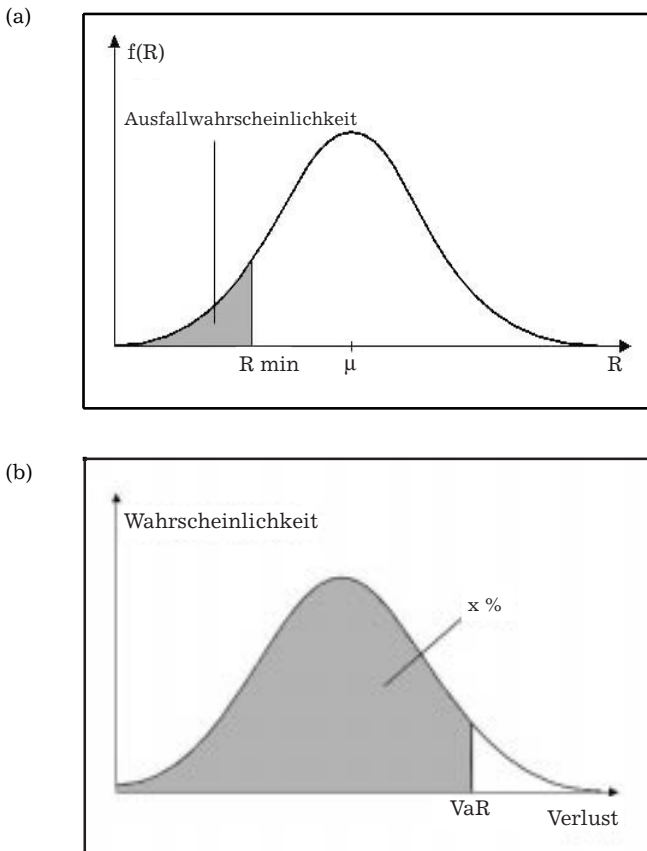 (a)
f(R)
Ausfallwahrscheinlichkeit
R min
μ
R
(b)
Wahrscheinlichkeit
x %
VaR
Verlust